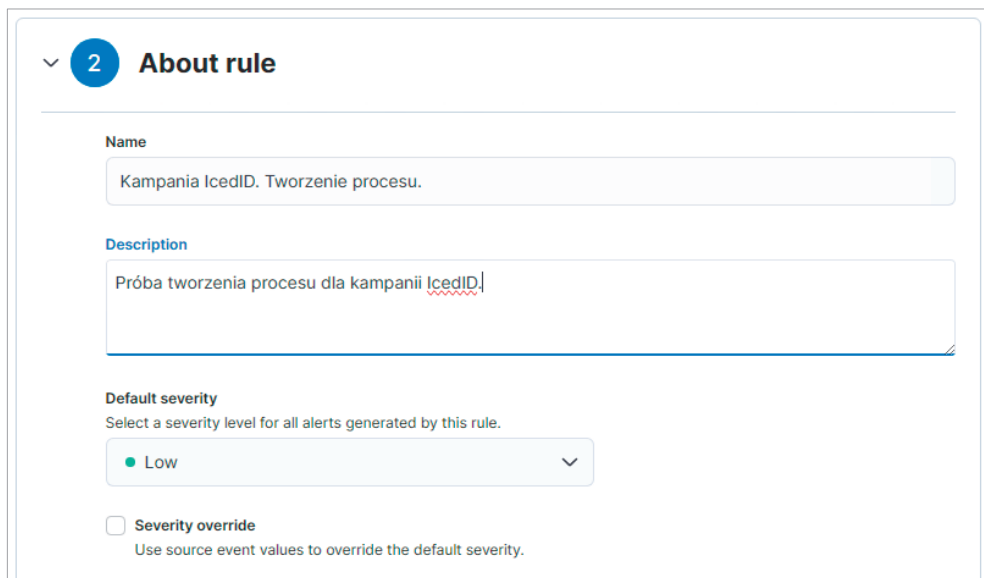 2
About rule
Name
Kampania IcedID. Tworzenie procesu.
Description
Próba tworzenia procesu dla kampanii IcedID.
Default severity
Select a severity level for all alerts generated by this rule.
Low
Severity override
Use source event values to override the default severity.